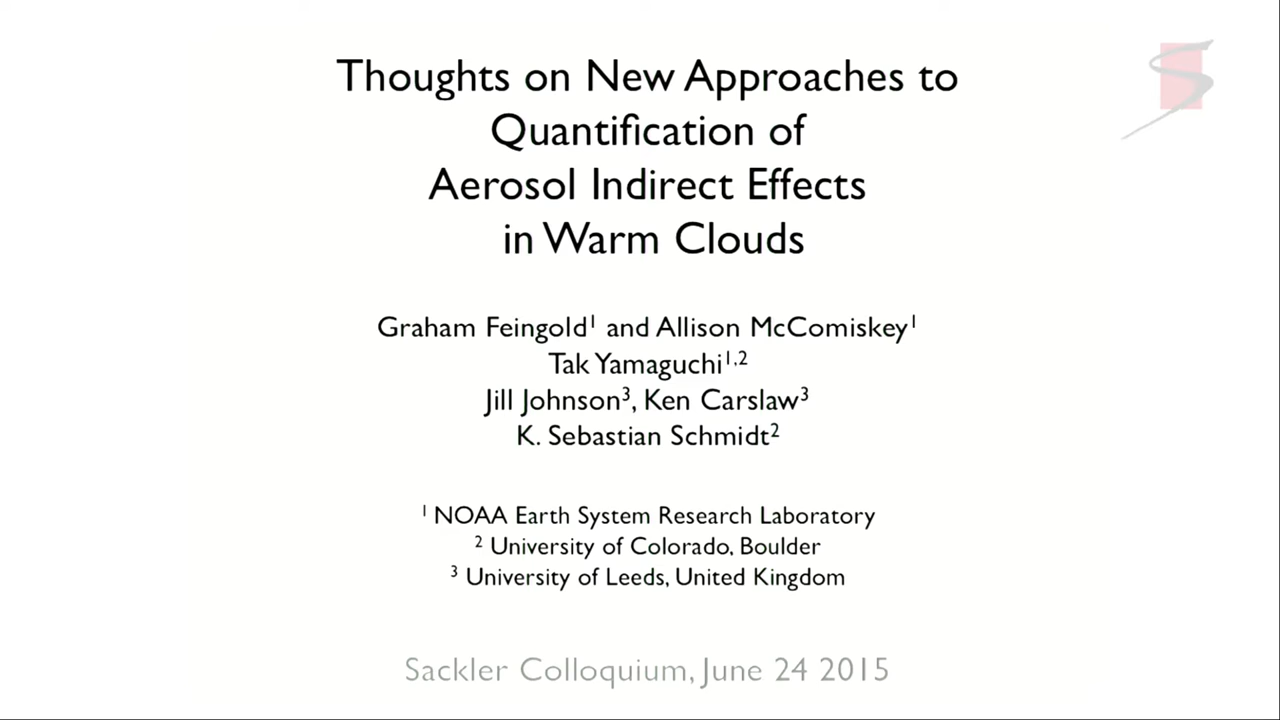 Thoughts on New Approaches to
Quantification of
Aerosol Indirect Effects
in Warm Clouds
Graham Feingold¹ and Allison McComiskey¹
Tak Yamaguchi¹,²
Jill Johnson³, Ken Carslaw³
K. Sebastian Schmidt²
¹ NOAA Earth System Research Laboratory
² University of Colorado, Boulder
³ University of Leeds, United Kingdom
Sackler Colloquium, June 24 2015